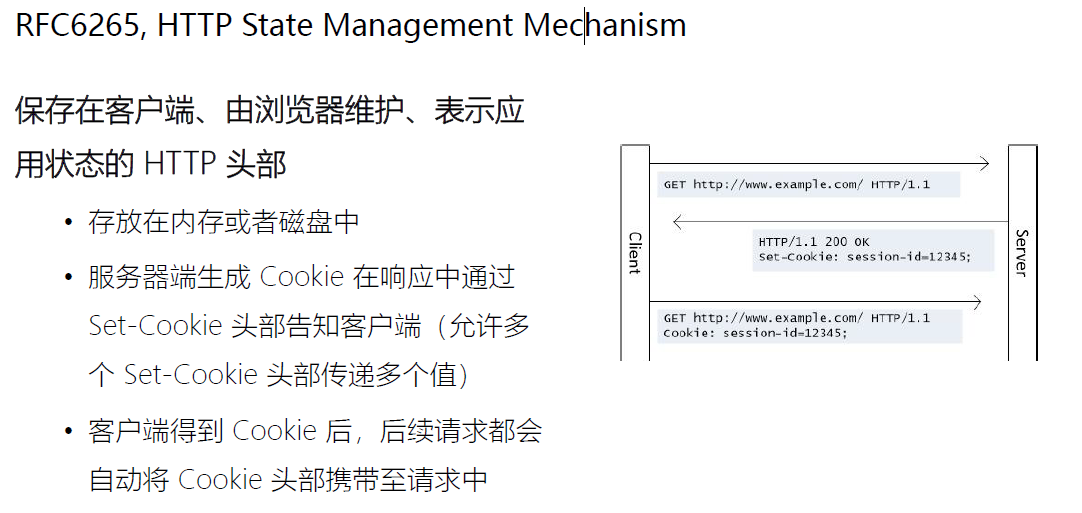 RFC6265, HTTP State Management Mechanism
保存在客户端、由浏览器维护、表示应
用状态的 HTTP 头部
• 存放在内存或者磁盘中
• 服务器端生成 Cookie 在响应中通过
Set-Cookie 头部告知客户端（允许多
个 Set-Cookie 头部传递多个值）
• 客户端得到 Cookie 后，后续请求都会
自动将 Cookie 头部携带至请求中
Client
GET http://www.example.com/ HTTP/1.1
HTTP/1.1 200 OK
Set-Cookie: session-id=12345;
GET http://www.example.com/ HTTP/1.1
Cookie: session-id=12345;
Server